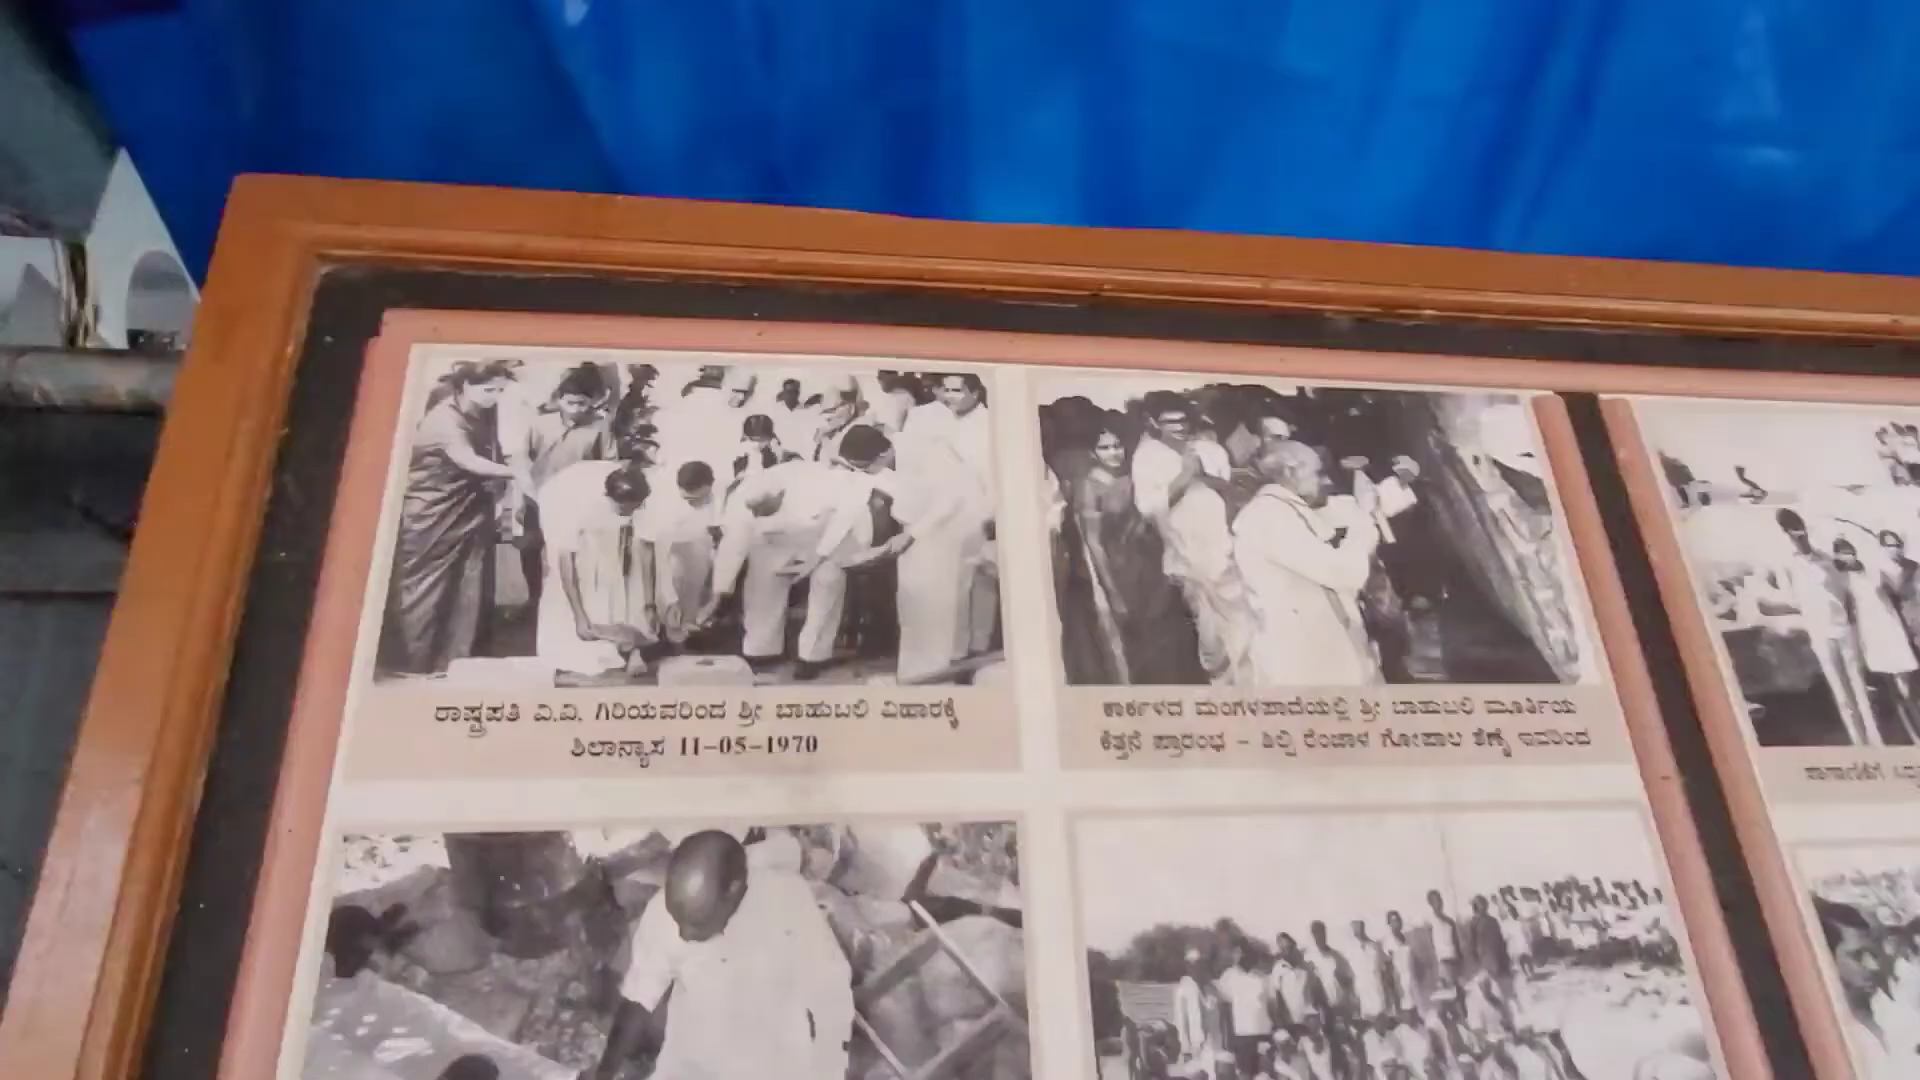 ರಾಷ್ಟ್ರಪತಿ ವಿ.ವಿ. ಗಿರಿಯವರಿಂದ ಶ್ರೀ ಬಾಹುಬಲಿ ವಿಹಾರಕ್ಕೆ
ಶಿಲಾನ್ಯಾಸ 11-05-1970
ಕಾರ್ಕಳದ ಮಂಗಳಪಾದೆಯಲ್ಲಿ ಶ್ರೀ ಬಾಹುಬಲಿ ಮೂರ್ತಿಯ
ಕೆತ್ತನೆ ಪ್ರಾರಂಭ - ಶಿಲ್ಪಿ ರೆಂಜಾಳ ಗೋಪಾಲ ಶೆಣೈ ಇವರಿಂದ